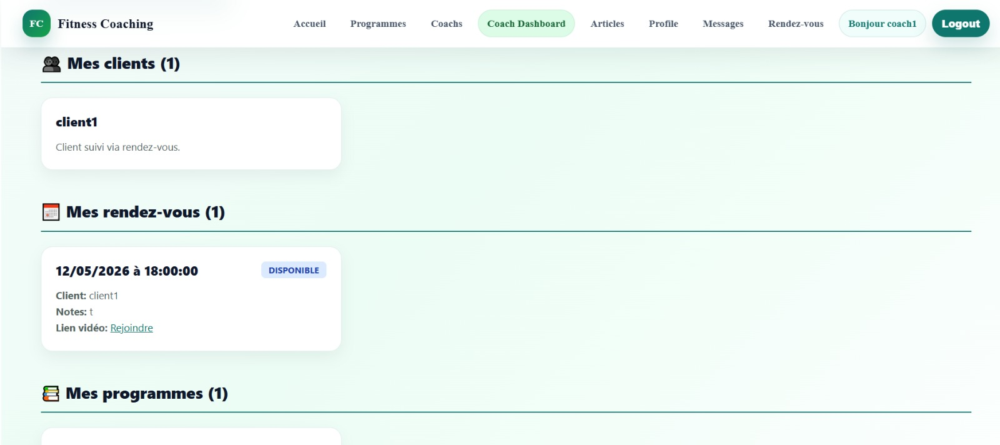 FC Fitness Coaching Accueil Programmes Coachs Coach Dashboard Articles Profile Messages Rendez-vous Bonjour coach1 Logout
Mes clients (1)
client1
Client suivi via rendez-vous.
Mes rendez-vous (1)
12/05/2026 à 18:00:00 DISPONIBLE
Client: client1
Notes: t
Lien vidéo: Rejoindre
Mes programmes (1)